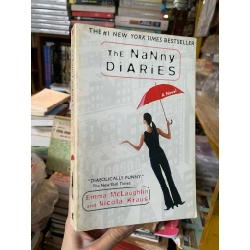 THE #1 NEW YORK TIMES BESTSELLER
THE NANNY
DIARIES
A Novel
"DIABOLICALLY FUNNY."
—The New York Times
Emma McLaughlin
and Nicola Kraus